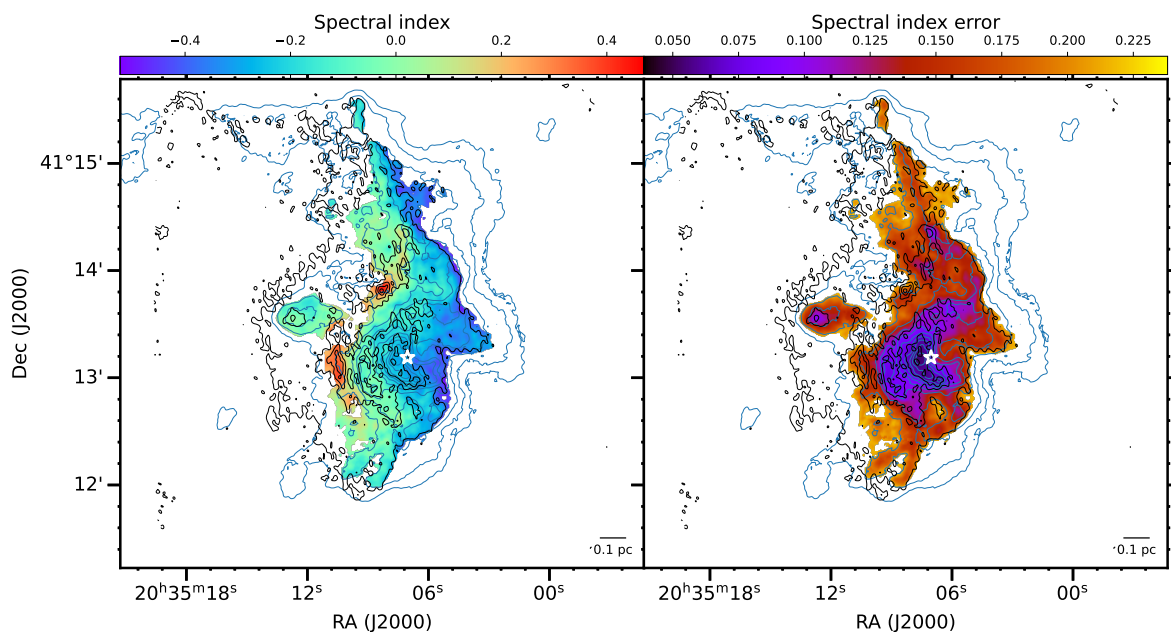 Spectral index
Spectral index error
−0.4 −0.2 0.0 0.2 0.4
0.050 0.075 0.100 0.125 0.150 0.175 0.200 0.225
41°15'
14'
13'
12'
Dec (J2000)
0.1 pc
0.1 pc
20ʰ35ᵐ18ˢ 12ˢ 06ˢ 00ˢ
20ʰ35ᵐ18ˢ 12ˢ 06ˢ 00ˢ
RA (J2000)
RA (J2000)